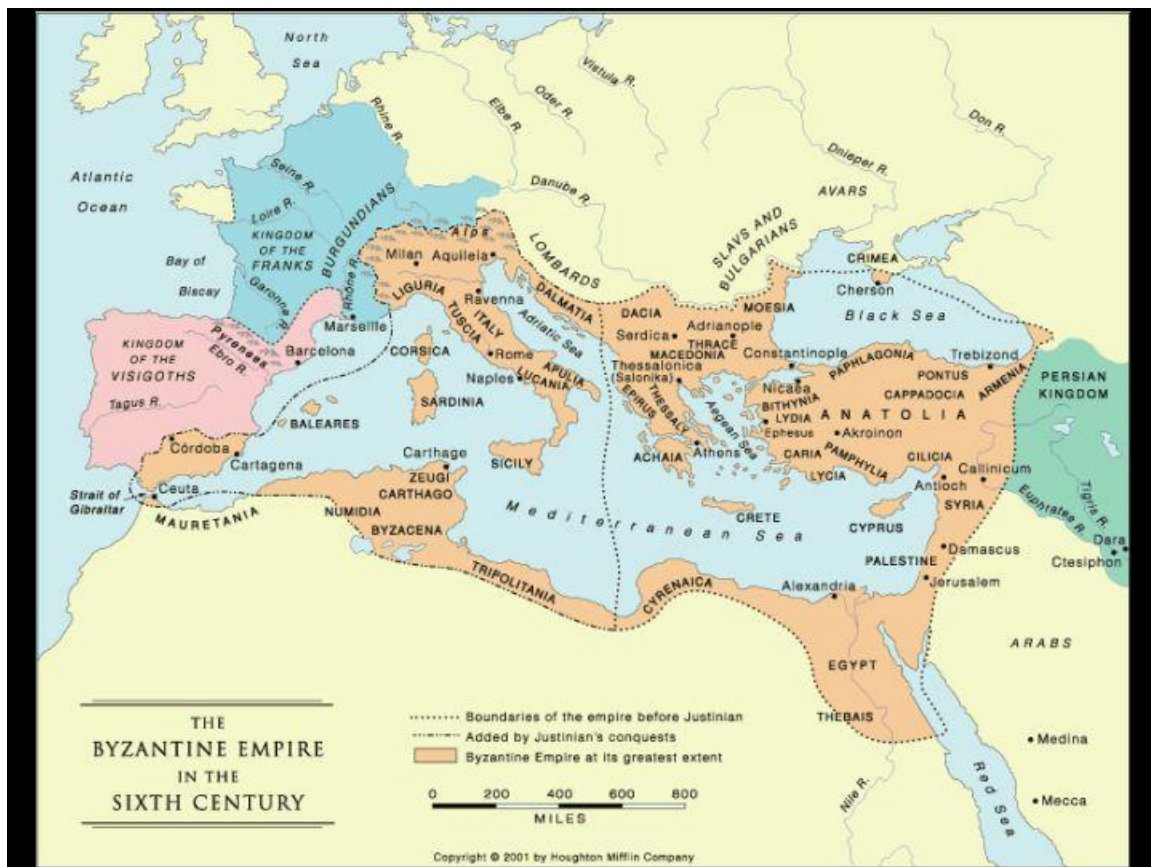 North
Sea
Atlantic
Ocean
Bay of
Biscay
Rhine R.
Elbe R.
Oder R.
Vistula R.
Dnieper R.
Don R.
Danube R.
AVARS
SLAVS AND
BULGARIANS
LOMBARDS
Seine R.
Loire R.
KINGDOM
OF THE
FRANKS
BURGUNDIANS
Garonne R.
Rhône R.
Marseille
Alps
Milan
Aquileia
LIGURIA
Ravenna
TUSCIA
ITALY
Adriatic Sea
DALMATIA
CORSICA
Rome
Naples
APULIA
LUCANIA
SARDINIA
SICILY
KINGDOM
OF THE
VISIGOTHS
Pyrenees
Ebro R.
Barcelona
Tagus R.
BALEARES
Córdoba
Cartagena
Strait of
Gibraltar
Ceuta
MAURETANIA
Carthage
ZEUGI
CARTHAGO
NUMIDIA
BYZACENA
TRIPOLITANIA
Mediterranean Sea
CRIMEA
Cherson
Black Sea
DACIA
MOESIA
Serdica
Adrianople
THRACE
MACEDONIA
Constantinople
Thessalonica
(Salonika)
EPIRUS
THESSALY
Aegean Sea
ACHAIA
Athens
CRETE
PAPHLAGONIA
Trebizond
PONTUS
ARMENIA
Nicaea
BITHYNIA
CAPPADOCIA
LYDIA
ANATOLIA
Ephesus
Akroinon
CARIA
PAMPHYLIA
LYCIA
CILICIA
Callinicum
Antioch
SYRIA
CYPRUS
PALESTINE
Damascus
Jerusalem
PERSIAN
KINGDOM
Tigris R.
Euphrates R.
Dara
Ctesiphon
ARABS
CYRENAICA
Alexandria
EGYPT
THEBAIS
Nile R.
Red Sea
Medina
Mecca
THE
BYZANTINE EMPIRE
IN THE
SIXTH CENTURY
Boundaries of the empire before Justinian
Added by Justinian's conquests
Byzantine Empire at its greatest extent
0 200 400 600 800
MILES
Copyright © 2001 by Houghton Mifflin Company